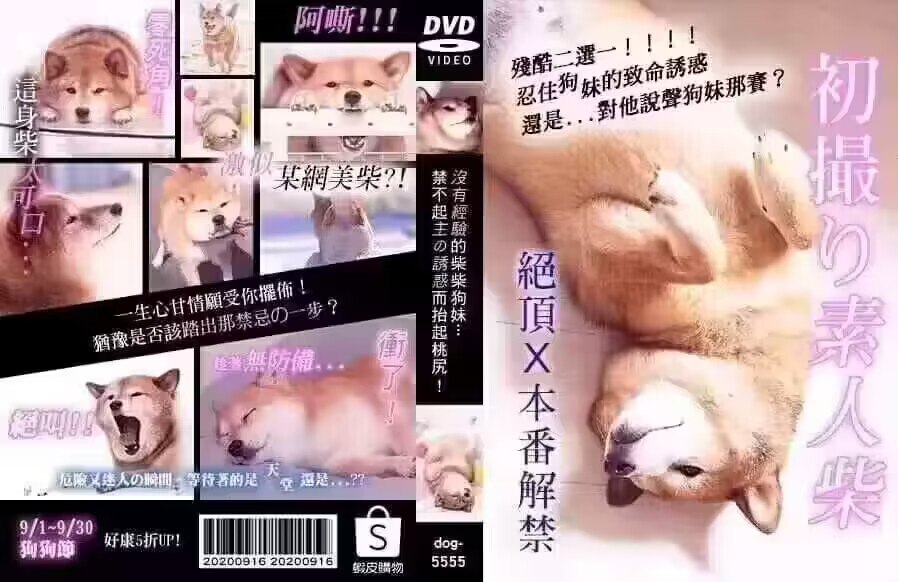 零死角！
阿嘶!!!
這身柴太可口…
激似
某網美柴?!
一生心甘情願受你擺佈！
猶豫是否該踏出那禁忌の一步？
趁著無防備...
衝了！
絕叫!!
危險又迷人の瞬間，等待著的是天堂還是...??
9/1~9/30
狗狗節
好康5折UP!
20200916 20200916
S
蝦皮購物
DVD
VIDEO
沒有經驗的柴柴狗妹…
禁不起主の誘惑而抬起桃尻！
dog-
5555
殘酷二選一！！！！
忍住狗妹的致命誘惑
還是...對他說聲狗妹那賽？
初撮り素人柴
絕頂X本番解禁